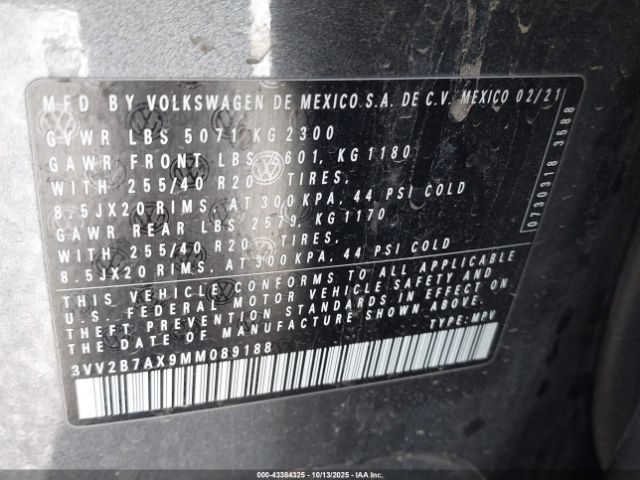 MFD BY VOLKSWAGEN DE MEXICO S.A. DE C.V. MEXICO 02/21
GVWR LBS 5071 KG 2300
GAWR FRONT LBS 2601, KG 1180
WITH 255/40 R20 TIRES,
8.5JX20 RIMS, AT 300 KPA, 44 PSI COLD
GAWR REAR LBS 2579, KG 1170
WITH 255/40 R20 TIRES,
8.5JX20 RIMS, AT 300 KPA, 44 PSI COLD
THIS VEHICLE CONFORMS TO ALL APPLICABLE
U.S. FEDERAL MOTOR VEHICLE SAFETY AND
THEFT PREVENTION STANDARDS IN EFFECT ON
THE DATE OF MANUFACTURE SHOWN ABOVE.
3VV2B7AX9MM089188 TYPE: MPV
0730318 3588
000-43384325 | 10/13/2025 | IAA Inc.